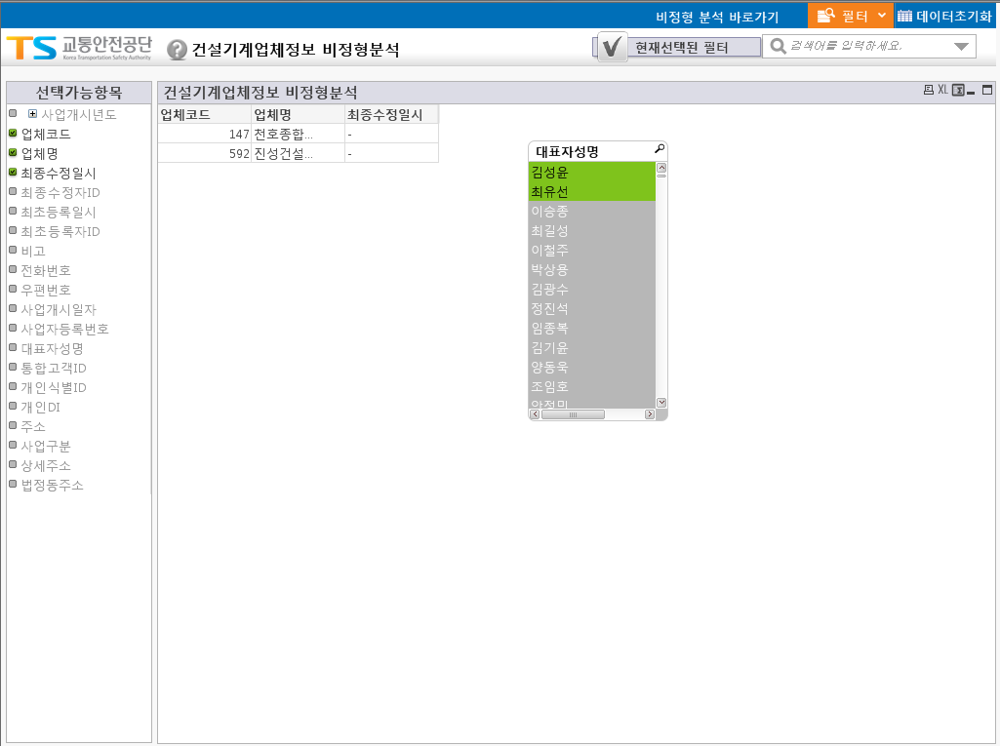 비정형 분석 바로가기
필터
데이터초기화
TS 교통안전공단
Korea Transportation Safety Authority
건설기계업체정보 비정형분석
현재선택된 필터
검색어를 입력하세요.
선택가능항목
사업개시년도
업체코드
업체명
최종수정일시
최종수정자ID
최초등록일시
최초등록자ID
비고
전화번호
우편번호
사업개시일자
사업자등록번호
대표자성명
통합고객ID
개인식별ID
개인DI
주소
사업구분
상세주소
법정동주소
건설기계업체정보 비정형분석
XL
업체코드 업체명 최종수정일시
147 천호종합... -
592 진성건설... -
대표자성명
김성윤
최유선
이승종
최길성
이철주
박상용
김광수
정진석
임종복
김기윤
양동욱
조임호